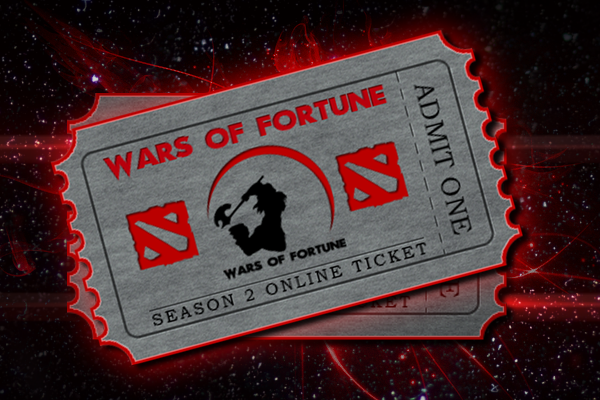 WARS OF FORTUNE
WARS OF FORTUNE
SEASON 2 ONLINE TICKET
ADMIT ONE